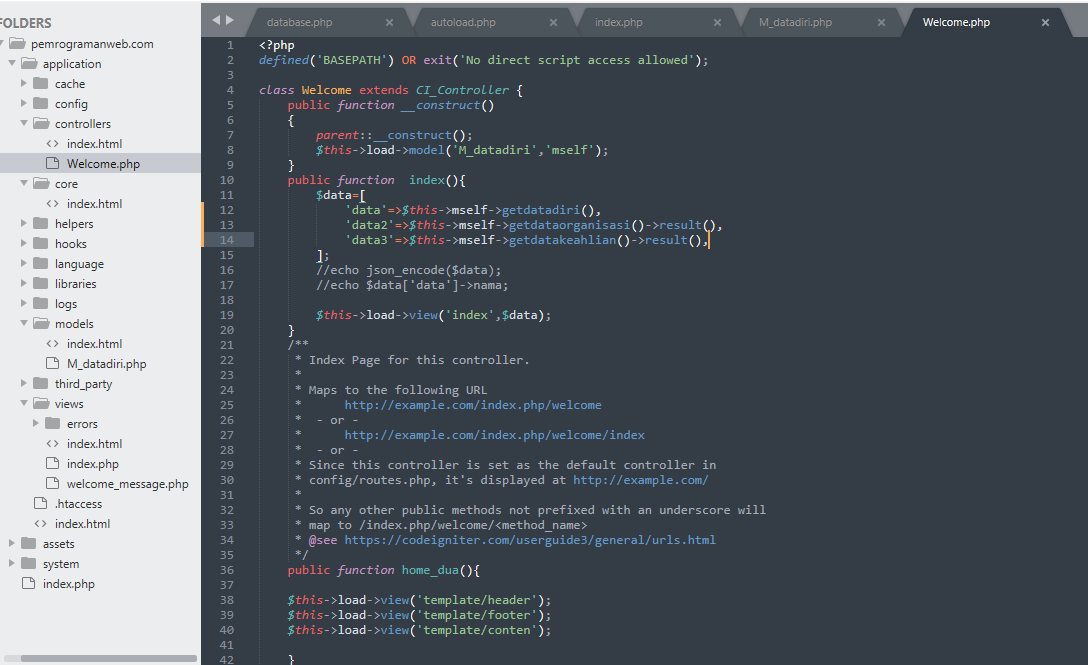 FOLDERS
pemrogramanweb.com
application
cache
config
controllers
<> index.html
Welcome.php
core
<> index.html
helpers
hooks
language
libraries
logs
models
<> index.html
M_datadiri.php
third_party
views
errors
<> index.html
index.php
welcome_message.php
.htaccess
<> index.html
assets
system
index.php
database.php ×
autoload.php ×
index.php ×
M_datadiri.php ×
Welcome.php ×
1 <?php
2 defined('BASEPATH') OR exit('No direct script access allowed');
3
4 class Welcome extends CI_Controller {
5 public function __construct()
6 {
7 parent::__construct();
8 $this->load->model('M_datadiri','mself');
9 }
10 public function  index(){
11 $data=[
12 'data'=>$this->mself->getdatadiri(),
13 'data2'=>$this->mself->getdataorganisasi()->result(),
14 'data3'=>$this->mself->getdatakeahlian()->result(),
15 ];
16 //echo json_encode($data);
17 //echo $data['data']->nama;
18
19 $this->load->view('index',$data);
20 }
21 /**
22 * Index Page for this controller.
23 *
24 * Maps to the following URL
25 * http://example.com/index.php/welcome
26 * - or -
27 * http://example.com/index.php/welcome/index
28 * - or -
29 * Since this controller is set as the default controller in
30 * config/routes.php, it's displayed at http://example.com/
31 *
32 * So any other public methods not prefixed with an underscore will
33 * map to /index.php/welcome/<method_name>
34 * @see https://codeigniter.com/userguide3/general/urls.html
35 */
36 public function home_dua(){
37
38 $this->load->view('template/header');
39 $this->load->view('template/footer');
40 $this->load->view('template/conten');
41
42 }